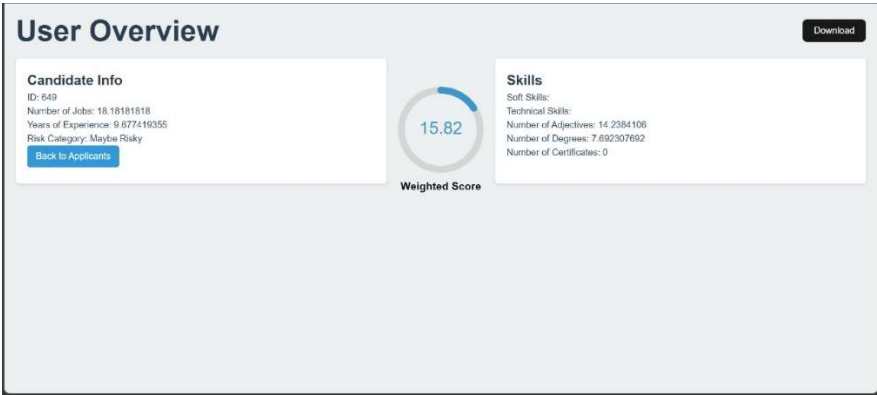 User Overview
Download
Candidate Info
ID: 649
Number of Jobs: 18.18181818
Years of Experience: 9.677419355
Risk Category: Maybe Risky
Back to Applicants
15.82
Weighted Score
Skills
Soft Skills:
Technical Skills:
Number of Adjectives: 14.2384106
Number of Degrees: 7.692307692
Number of Certificates: 0